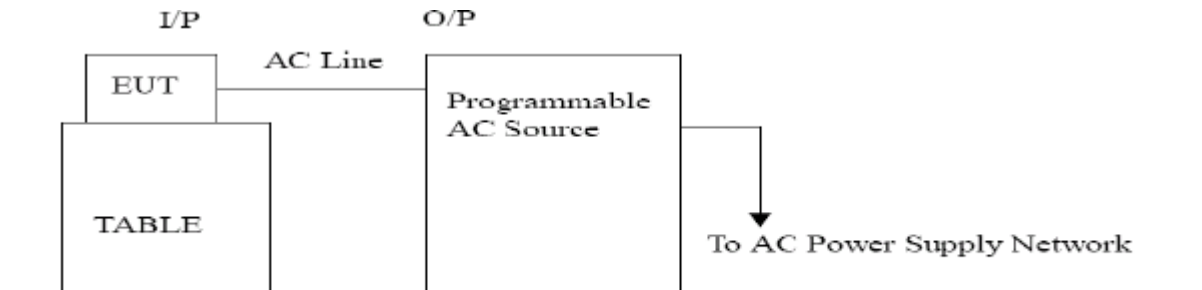 I/P
O/P
AC Line
EUT
Programmable
AC Source
TABLE
To AC Power Supply Network